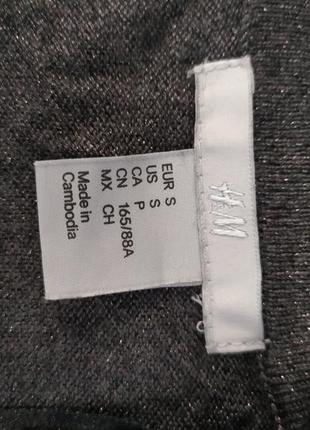 H&M
EUR S
US S
CA P
CN 165/88A
MX CH
Made in
Cambodia